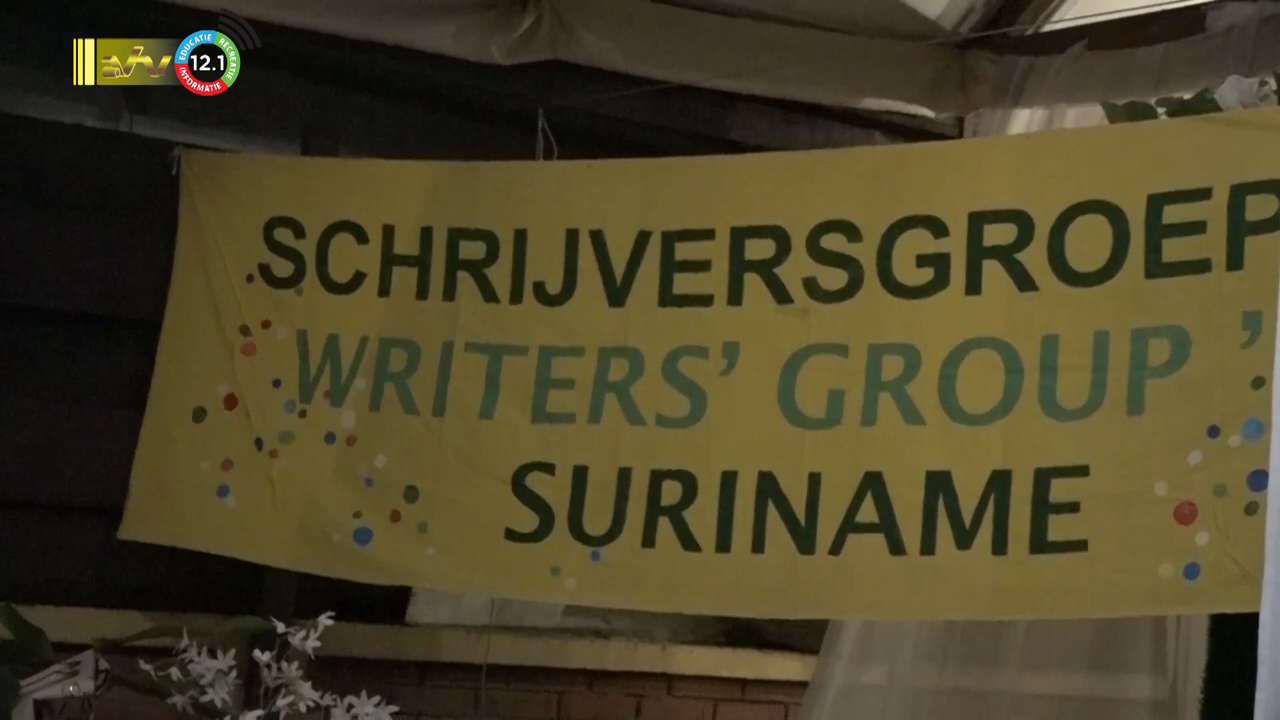 EDUCATIE
RECREATIE
INFORMATIE
12.1
SCHRIJVERSGROEP
WRITERS' GROUP '
SURINAME